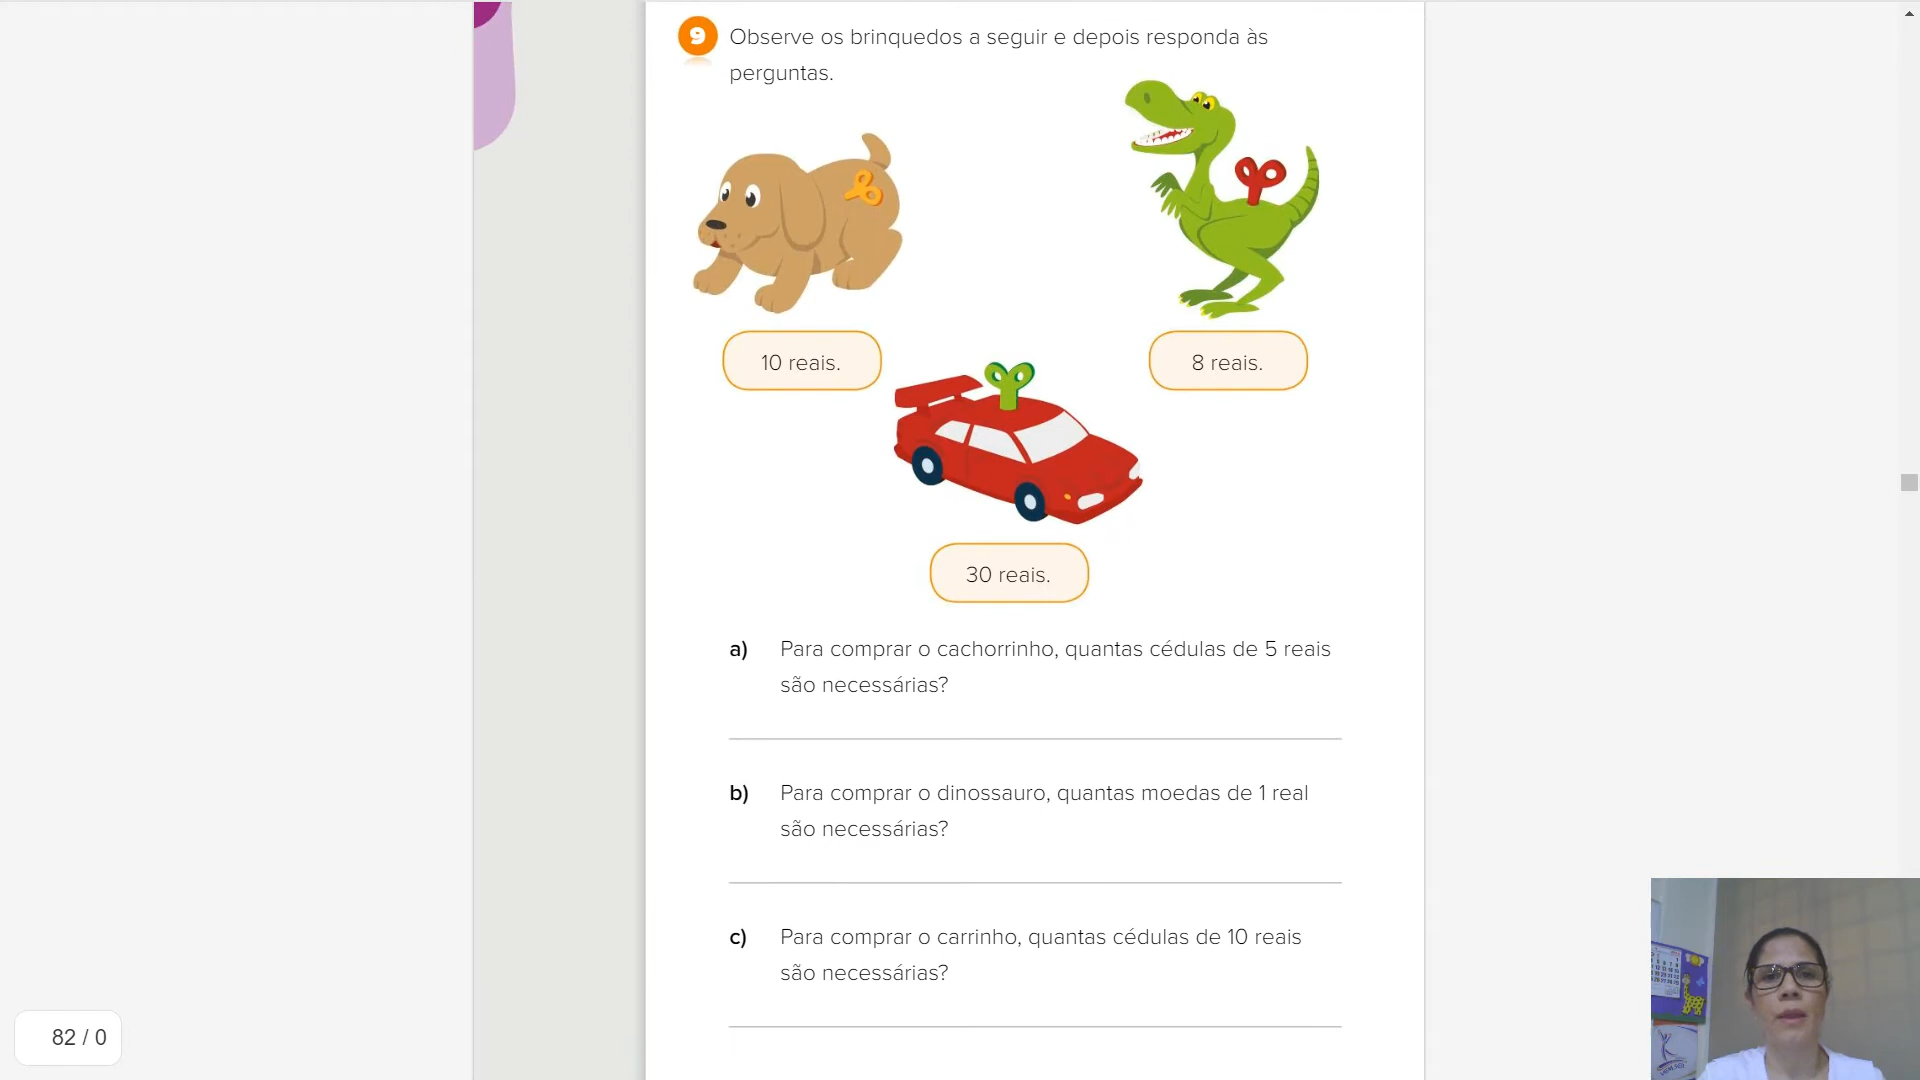 9
Observe os brinquedos a seguir e depois responda às
perguntas.
10 reais.
8 reais.
30 reais.
a) Para comprar o cachorrinho, quantas cédulas de 5 reais
são necessárias?
b) Para comprar o dinossauro, quantas moedas de 1 real
são necessárias?
c) Para comprar o carrinho, quantas cédulas de 10 reais
são necessárias?
82 / 0